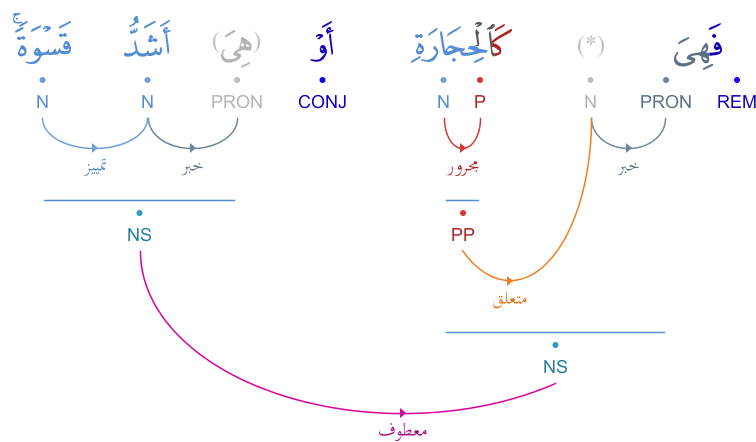 فَهِىَ (*) كَٱلْحِجَارَةِ أَوْ (هِىَ) أَشَدُّ قَسْوَةً ۚ
REM PRON N P N CONJ PRON N N
خبر مجرور خبر تمييز
PP NS
متعلق
NS
معطوف